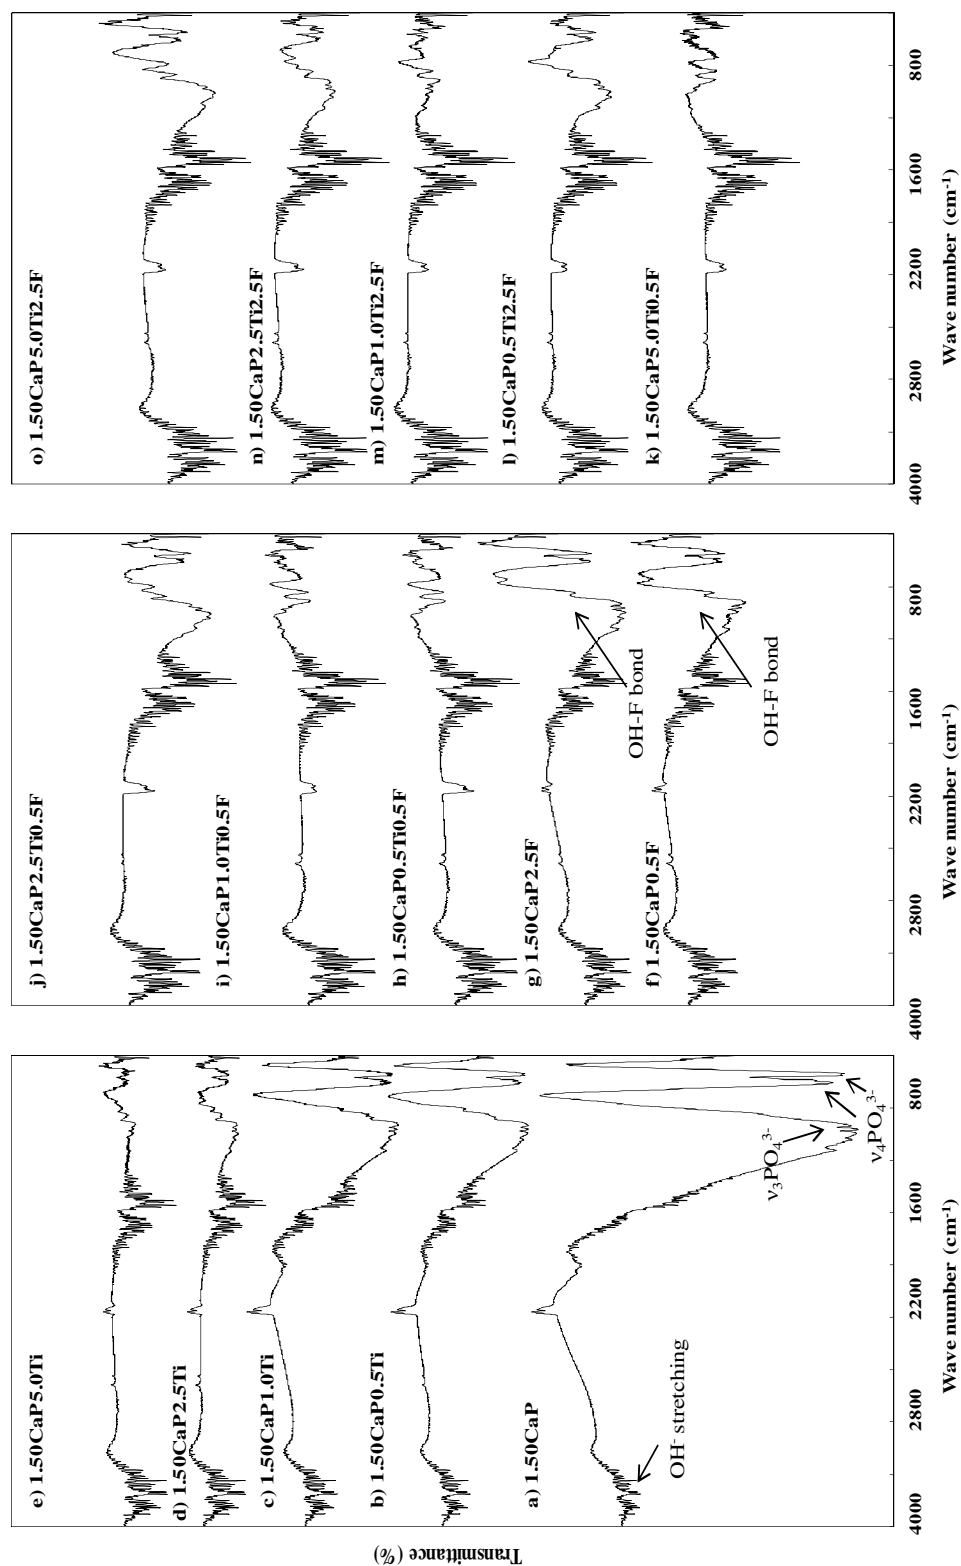 Transmittance (%)
e) 1.50CaP5.0Ti
d) 1.50CaP2.5Ti
c) 1.50CaP1.0Ti
b) 1.50CaP0.5Ti
a) 1.50CaP
OH⁻ stretching
ν₃PO₄³⁻
ν₄PO₄³⁻
4000 2800 2200 1600 800
Wave number (cm⁻¹)
j) 1.50CaP2.5Ti0.5F
i) 1.50CaP1.0Ti0.5F
h) 1.50CaP0.5Ti0.5F
g) 1.50CaP2.5F
OH-F bond
f) 1.50CaP0.5F
OH-F bond
4000 2800 2200 1600 800
Wave number (cm⁻¹)
o) 1.50CaP5.0Ti2.5F
n) 1.50CaP2.5Ti2.5F
m) 1.50CaP1.0Ti2.5F
l) 1.50CaP0.5Ti2.5F
k) 1.50CaP5.0Ti0.5F
4000 2800 2200 1600 800
Wave number (cm⁻¹)